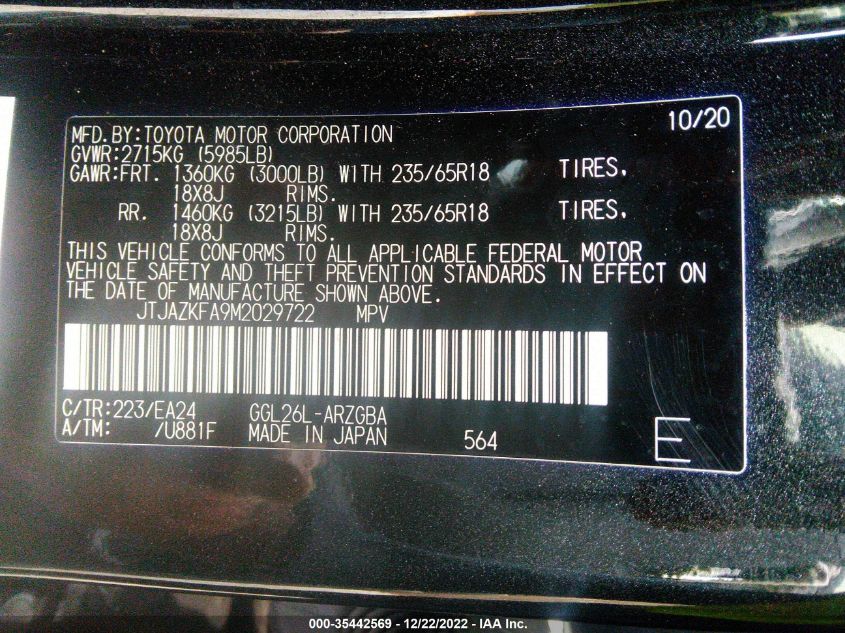 10/20
MFD.BY:TOYOTA MOTOR CORPORATION
GVWR:2715KG (5985LB)
GAWR:FRT. 1360KG (3000LB) WITH 235/65R18 TIRES,
18X8J RIMS.
RR. 1460KG (3215LB) WITH 235/65R18 TIRES,
18X8J RIMS.
THIS VEHICLE CONFORMS TO ALL APPLICABLE FEDERAL MOTOR
VEHICLE SAFETY AND THEFT PREVENTION STANDARDS IN EFFECT ON
THE DATE OF MANUFACTURE SHOWN ABOVE.
JTJAZKFA9M2029722 MPV
C/TR:223/EA24 GGL26L-ARZGBA
A/TM: /U881F MADE IN JAPAN 564 E
000-35442569 - 12/22/2022 - IAA Inc.